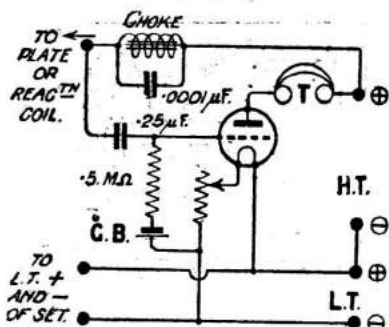 CHOKE
TO
PLATE
OR
REACTN
COIL.
.0001μF.
.25μF.
T
⊕
.5.MΩ
G.B.
H.T.
⊖
TO
L.T. +
AND —
OF SET.
⊕
L.T.
⊖